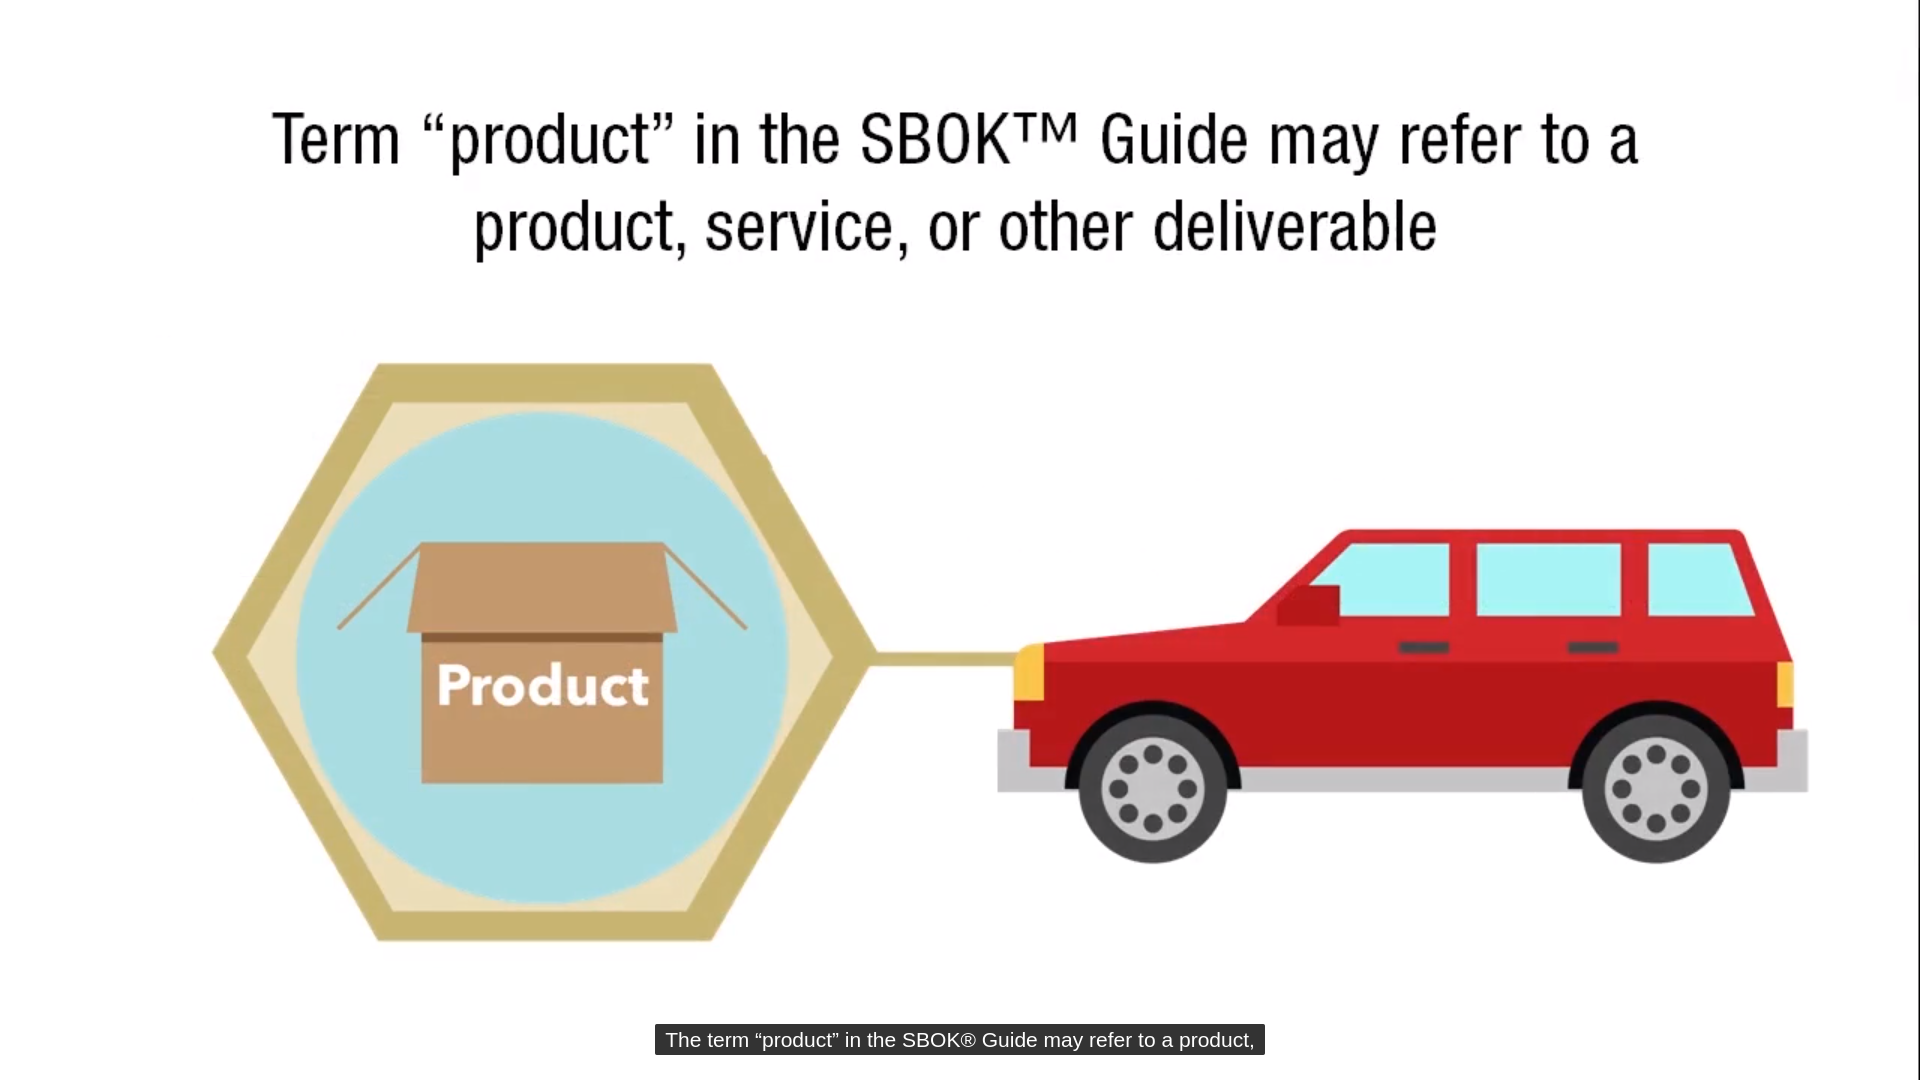 Term “product” in the SBOK™ Guide may refer to a
product, service, or other deliverable
Product
The term “product” in the SBOK® Guide may refer to a product,